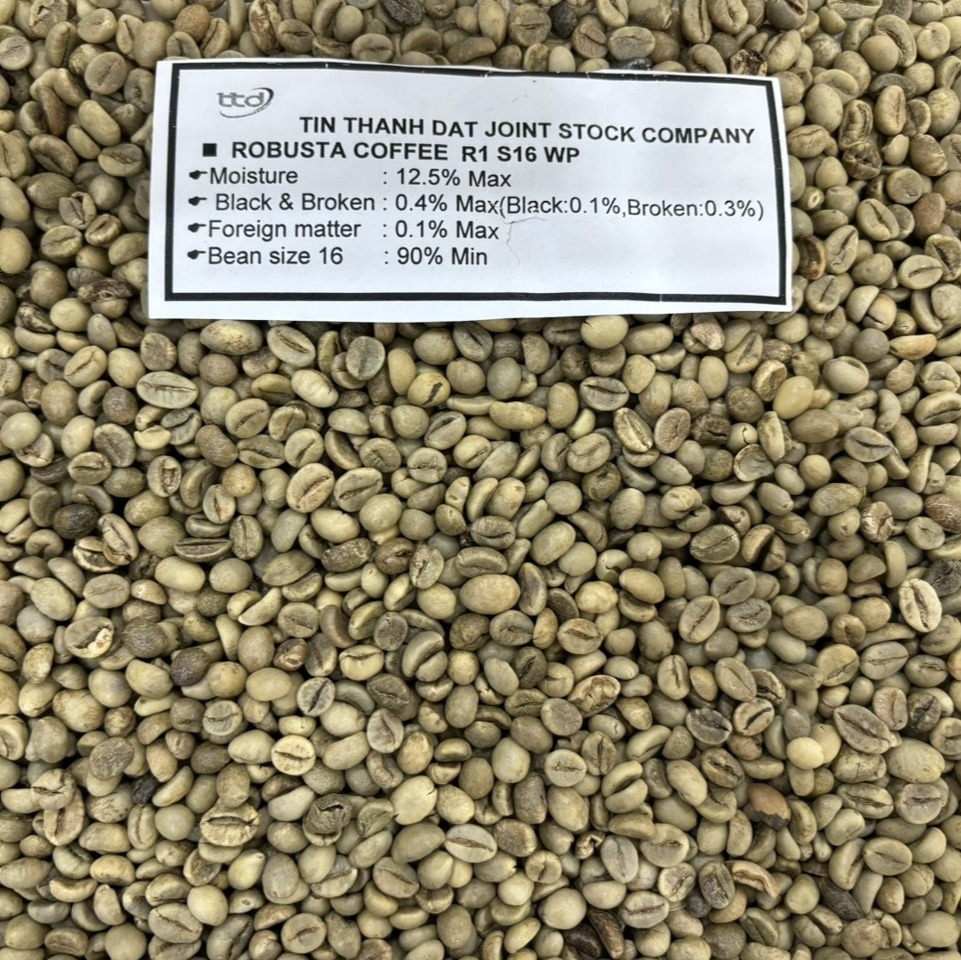 ttd
TIN THANH DAT JOINT STOCK COMPANY
■ ROBUSTA COFFEE R1 S16 WP
☛Moisture : 12.5% Max
☛ Black & Broken : 0.4% Max(Black:0.1%,Broken:0.3%)
☛Foreign matter : 0.1% Max
☛Bean size 16 : 90% Min